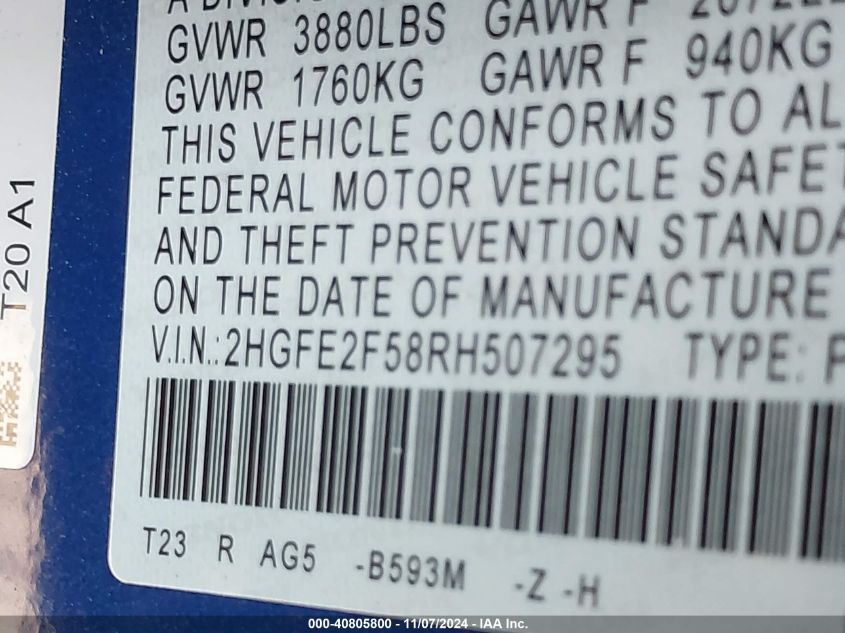 A DIVISIO
GVWR 3880LBS GAWR F
GVWR 1760KG GAWR F 940KG
THIS VEHICLE CONFORMS TO AL
FEDERAL MOTOR VEHICLE SAFET
AND THEFT PREVENTION STANDA
ON THE DATE OF MANUFACTURE
V.I.N.:2HGFE2F58RH507295 TYPE: P
T23 R AG5 -B593M -Z -H
T20 A1
000-40805800 - 11/07/2024 - IAA Inc.